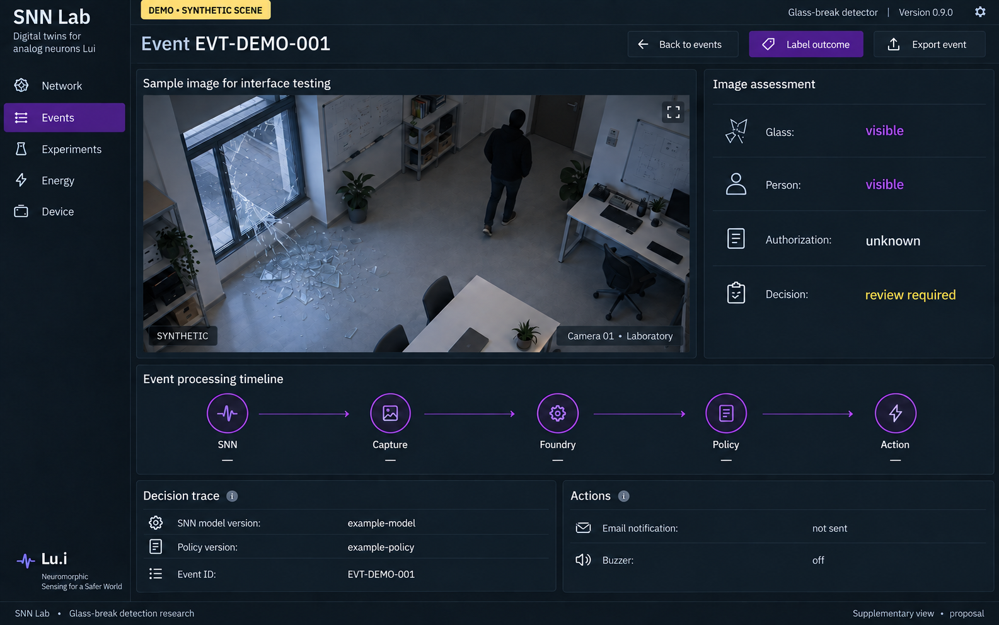 SNN Lab
Digital twins for
analog neurons Lui
Network
Events
Experiments
Energy
Device
Lu.i
Neuromorphic
Sensing for a Safer World
DEMO • SYNTHETIC SCENE
Glass-break detector | Version 0.9.0
Event EVT-DEMO-001
Back to events
Label outcome
Export event
Sample image for interface testing
SYNTHETIC
Camera 01 • Laboratory
Image assessment
Glass: visible
Person: visible
Authorization: unknown
Decision: review required
Event processing timeline
SNN
—
Capture
—
Foundry
—
Policy
—
Action
—
Decision trace
SNN model version: example-model
Policy version: example-policy
Event ID: EVT-DEMO-001
Actions
Email notification: not sent
Buzzer: off
SNN Lab • Glass-break detection research
Supplementary view • proposal